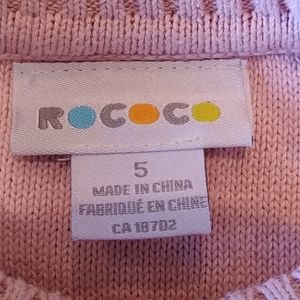 ROCOCO
5
MADE IN CHINA
FABRIQUÉ EN CHINE
CA 18702